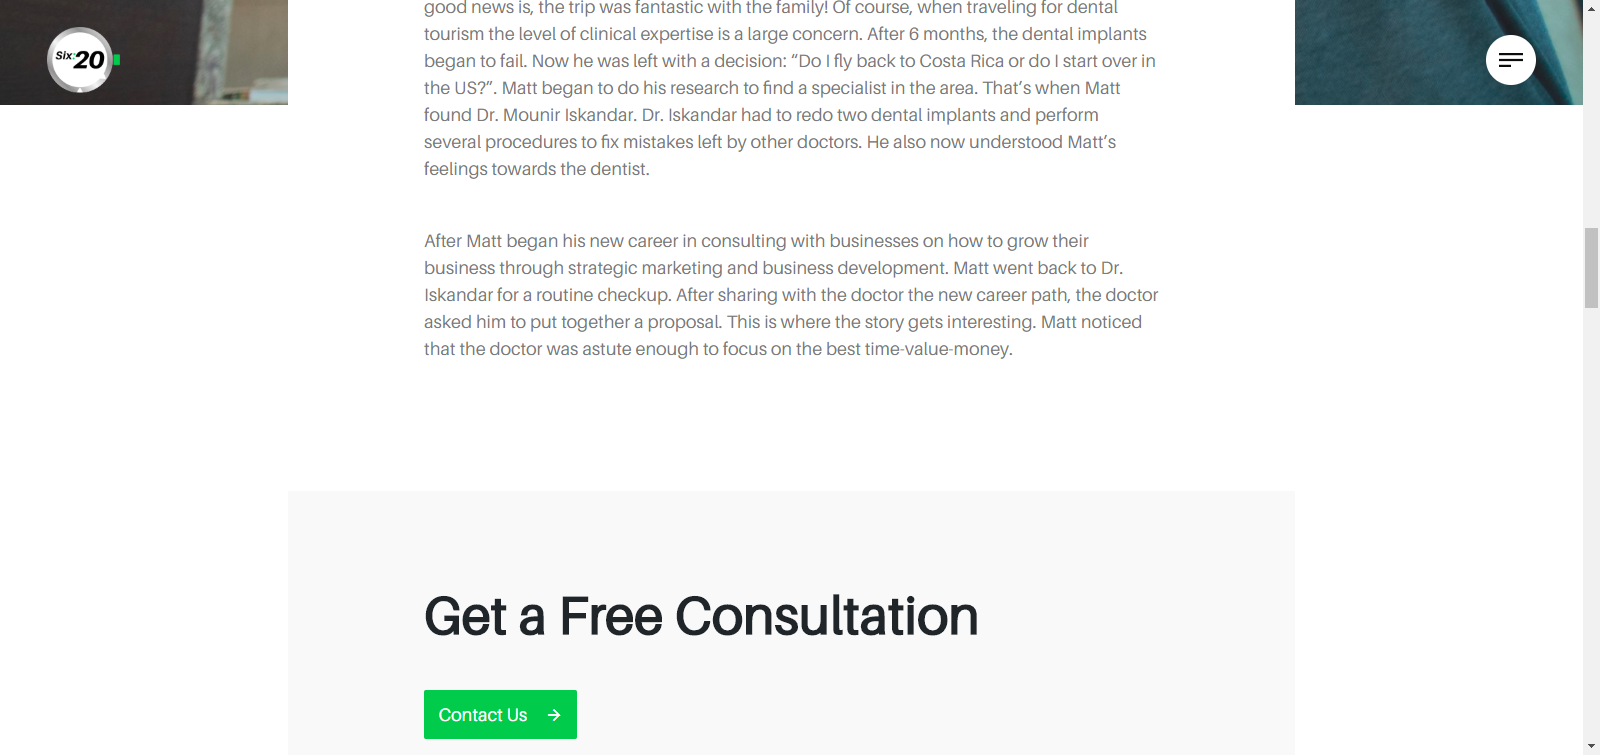 good news is, the trip was fantastic with the family! Of course, when traveling for dental
tourism the level of clinical expertise is a large concern. After 6 months, the dental implants
began to fail. Now he was left with a decision: “Do I fly back to Costa Rica or do I start over in
the US?”. Matt began to do his research to find a specialist in the area. That’s when Matt
found Dr. Mounir Iskandar. Dr. Iskandar had to redo two dental implants and perform
several procedures to fix mistakes left by other doctors. He also now understood Matt’s
feelings towards the dentist.
After Matt began his new career in consulting with businesses on how to grow their
business through strategic marketing and business development. Matt went back to Dr.
Iskandar for a routine checkup. After sharing with the doctor the new career path, the doctor
asked him to put together a proposal. This is where the story gets interesting. Matt noticed
that the doctor was astute enough to focus on the best time-value-money.
Get a Free Consultation
Contact Us
Six:20